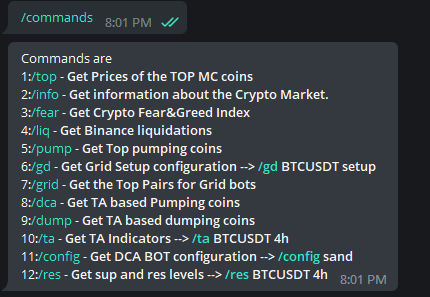 /commands 8:01 PM
Commands are
1:/top - Get Prices of the TOP MC coins
2:/info - Get information about the Crypto Market.
3:/fear - Get Crypto Fear&Greed Index
4:/liq - Get Binance liquidations
5:/pump - Get Top pumping coins
6:/gd - Get Grid Setup configuration --> /gd BTCUSDT setup
7:/grid - Get the Top Pairs for Grid bots
8:/dca - Get TA based Pumping coins
9:/dump - Get TA based dumping coins
10:/ta - Get TA Indicators --> /ta BTCUSDT 4h
11:/config - Get DCA BOT configuration --> /config sand
12:/res - Get sup and res levels --> /res BTCUSDT 4h 8:01 PM